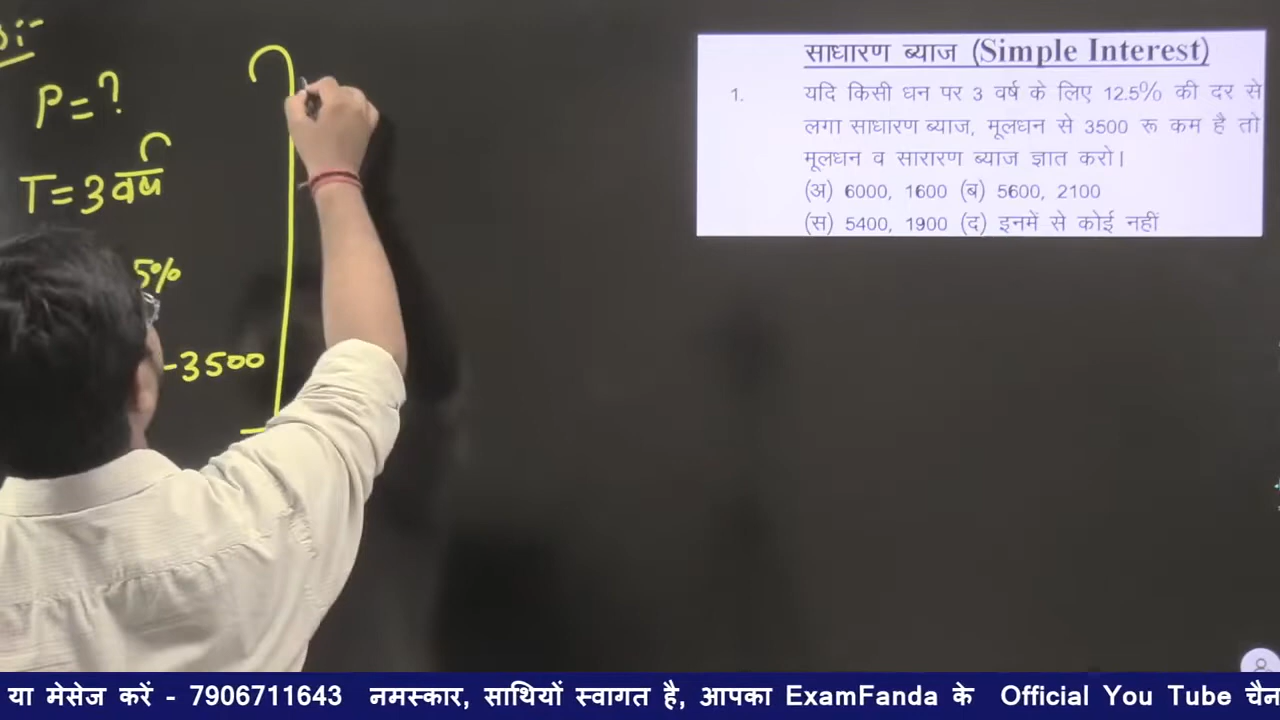 P = ?
T = 3 वर्ष
5%
-3500
साधारण ब्याज (Simple Interest)
1. यदि किसी धन पर 3 वर्ष के लिए 12.5% की दर से
लगा साधारण ब्याज, मूलधन से 3500 रू कम है तो
मूलधन व सारारण ब्याज ज्ञात करो।
(अ) 6000, 1600 (ब) 5600, 2100
(स) 5400, 1900 (द) इनमें से कोई नहीं
या मेसेज करें - 7906711643 नमस्कार, साथियों स्वागत है, आपका ExamFanda के Official You Tube चैन